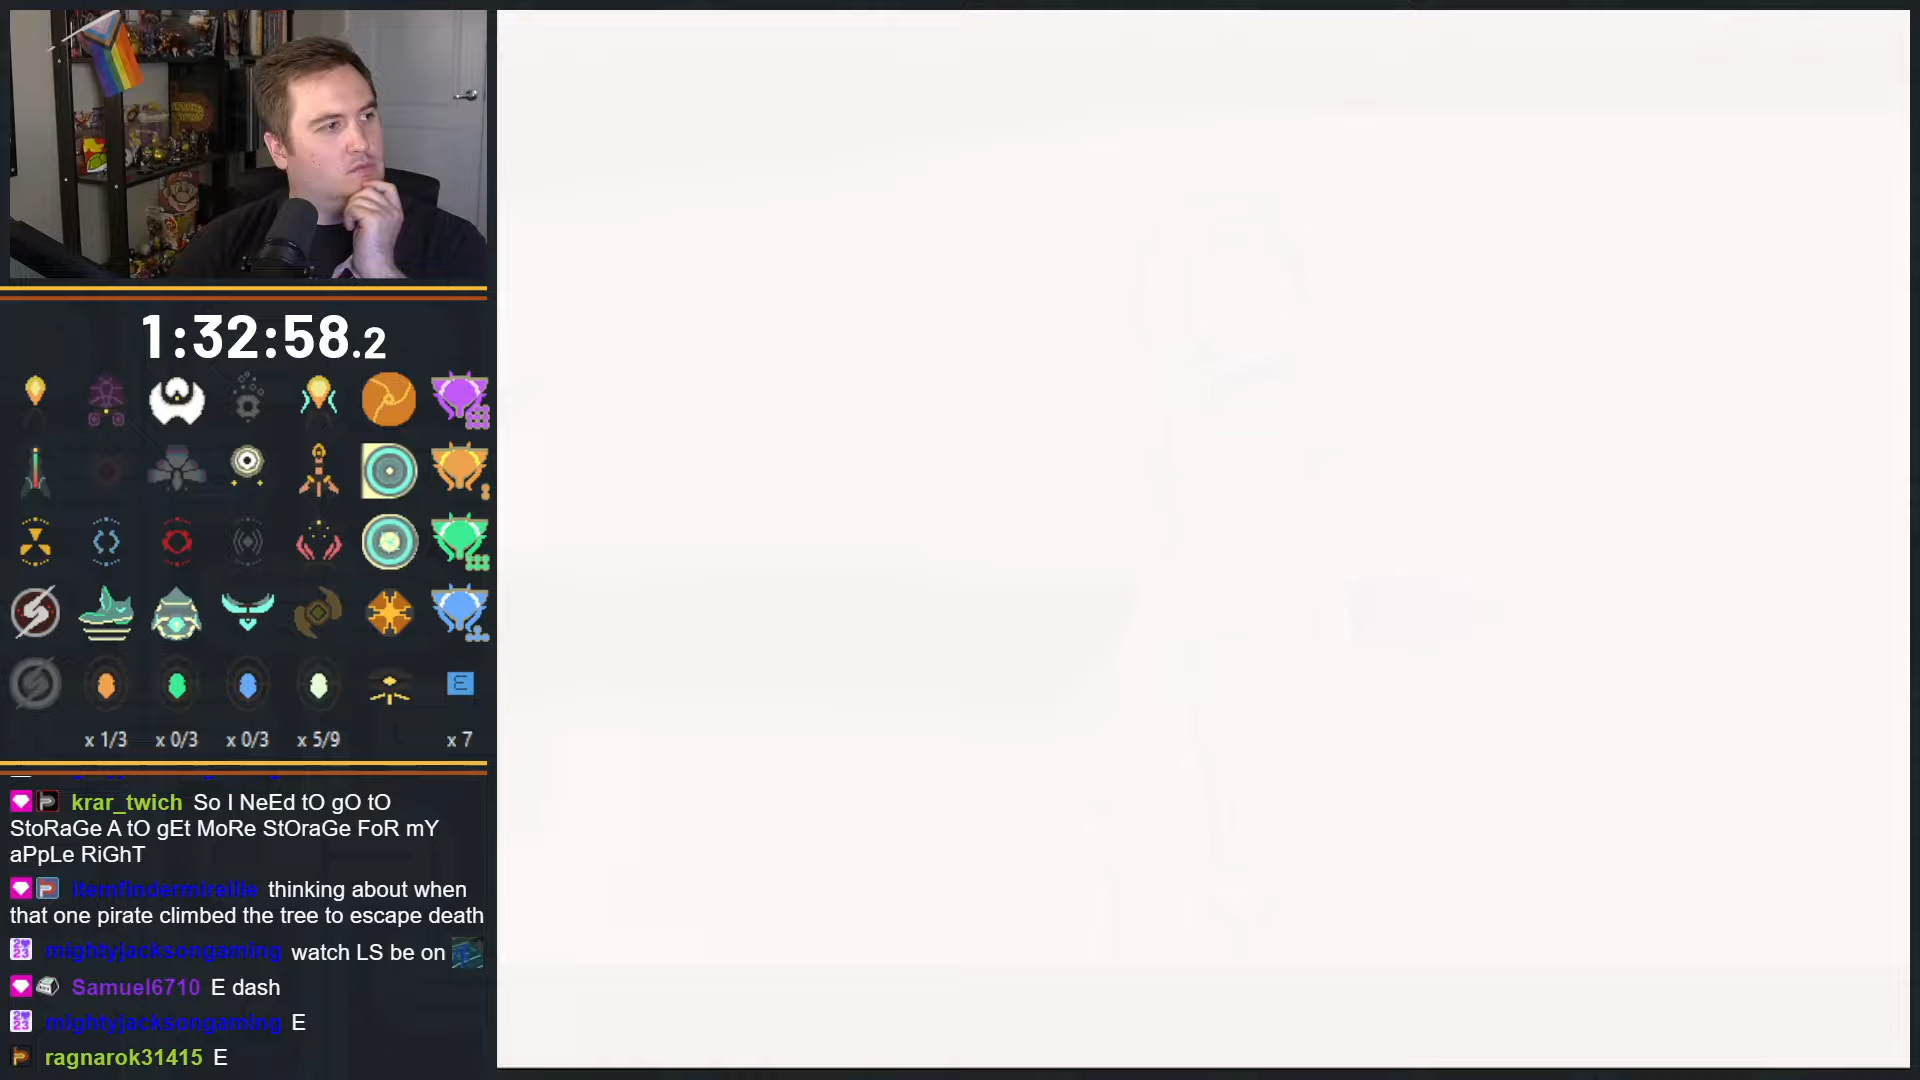 1:32:58.2
x 1/3 x 0/3 x 0/3 x 5/9 x 7
krar_twich So I NeEd tO gO tO
StoRaGe A tO gEt MoRe StOraGe FoR mY
aPpLe RiGhT
itemfindermireille thinking about when
that one pirate climbed the tree to escape death
mightyjacksongaming watch LS be on
Samuel6710 E dash
mightyjacksongaming E
ragnarok31415 E